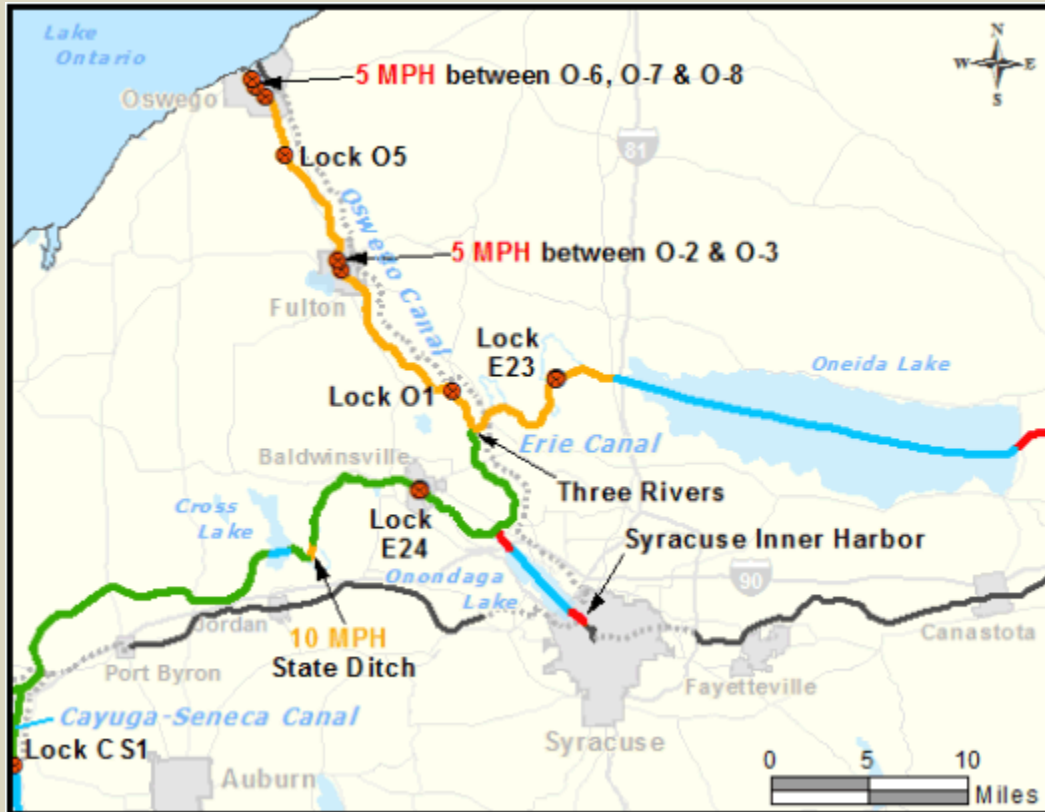 Lake
Ontario
5 MPH between O-6, O-7 & O-8
N
W E
S
Oswego
Lock O5
81
Oswego Canal
5 MPH between O-2 & O-3
Fulton
Lock
E23
Oneida Lake
Lock O1
Erie Canal
Baldwinsville
Three Rivers
Cross
Lake
Lock
E24
Syracuse Inner Harbor
Onondaga
Lake
90
Jordan
10 MPH
State Ditch
Canastota
Port Byron
Fayetteville
Cayuga-Seneca Canal
Syracuse
Lock C S1
Auburn
0 5 10
Miles